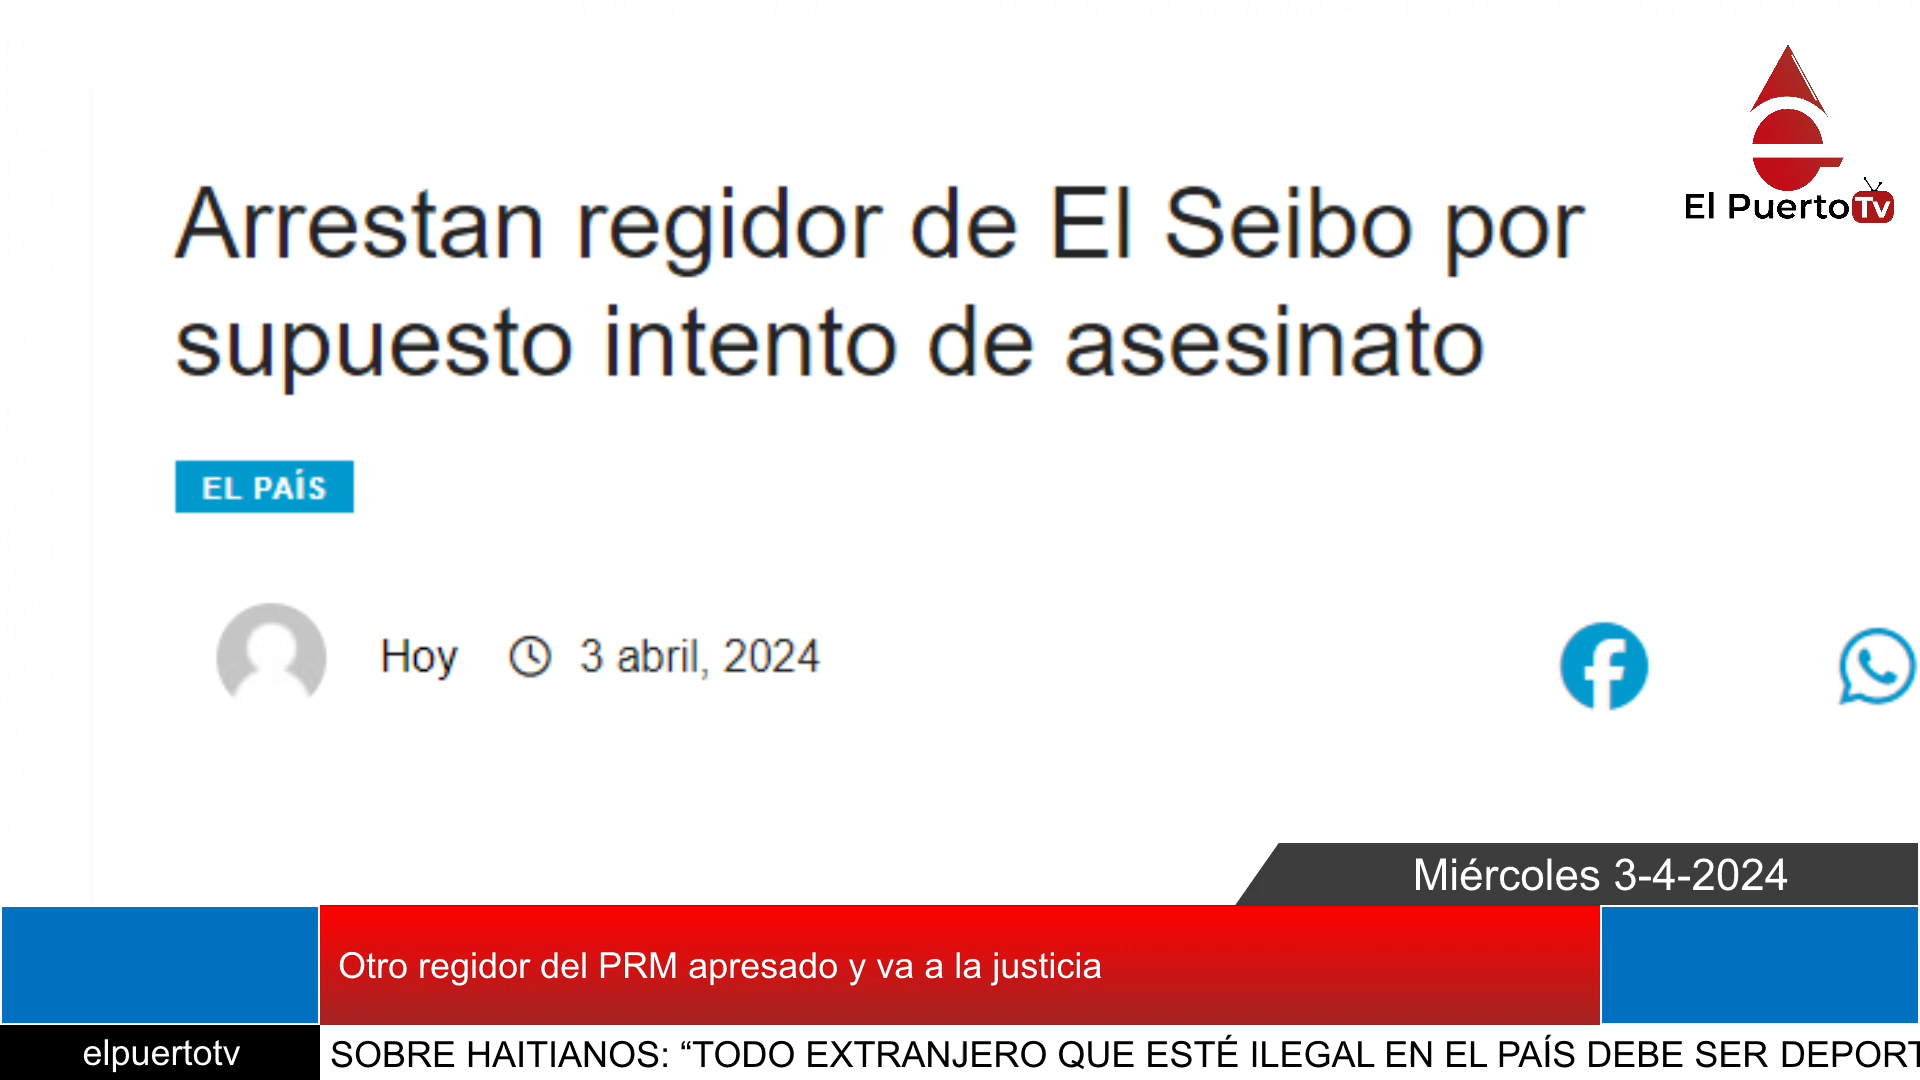 El PuertoTv
Arrestan regidor de El Seibo por
supuesto intento de asesinato
EL PAÍS
Hoy 3 abril, 2024
Miércoles 3-4-2024
Otro regidor del PRM apresado y va a la justicia
elpuertotv
SOBRE HAITIANOS: “TODO EXTRANJERO QUE ESTÉ ILEGAL EN EL PAÍS DEBE SER DEPORT